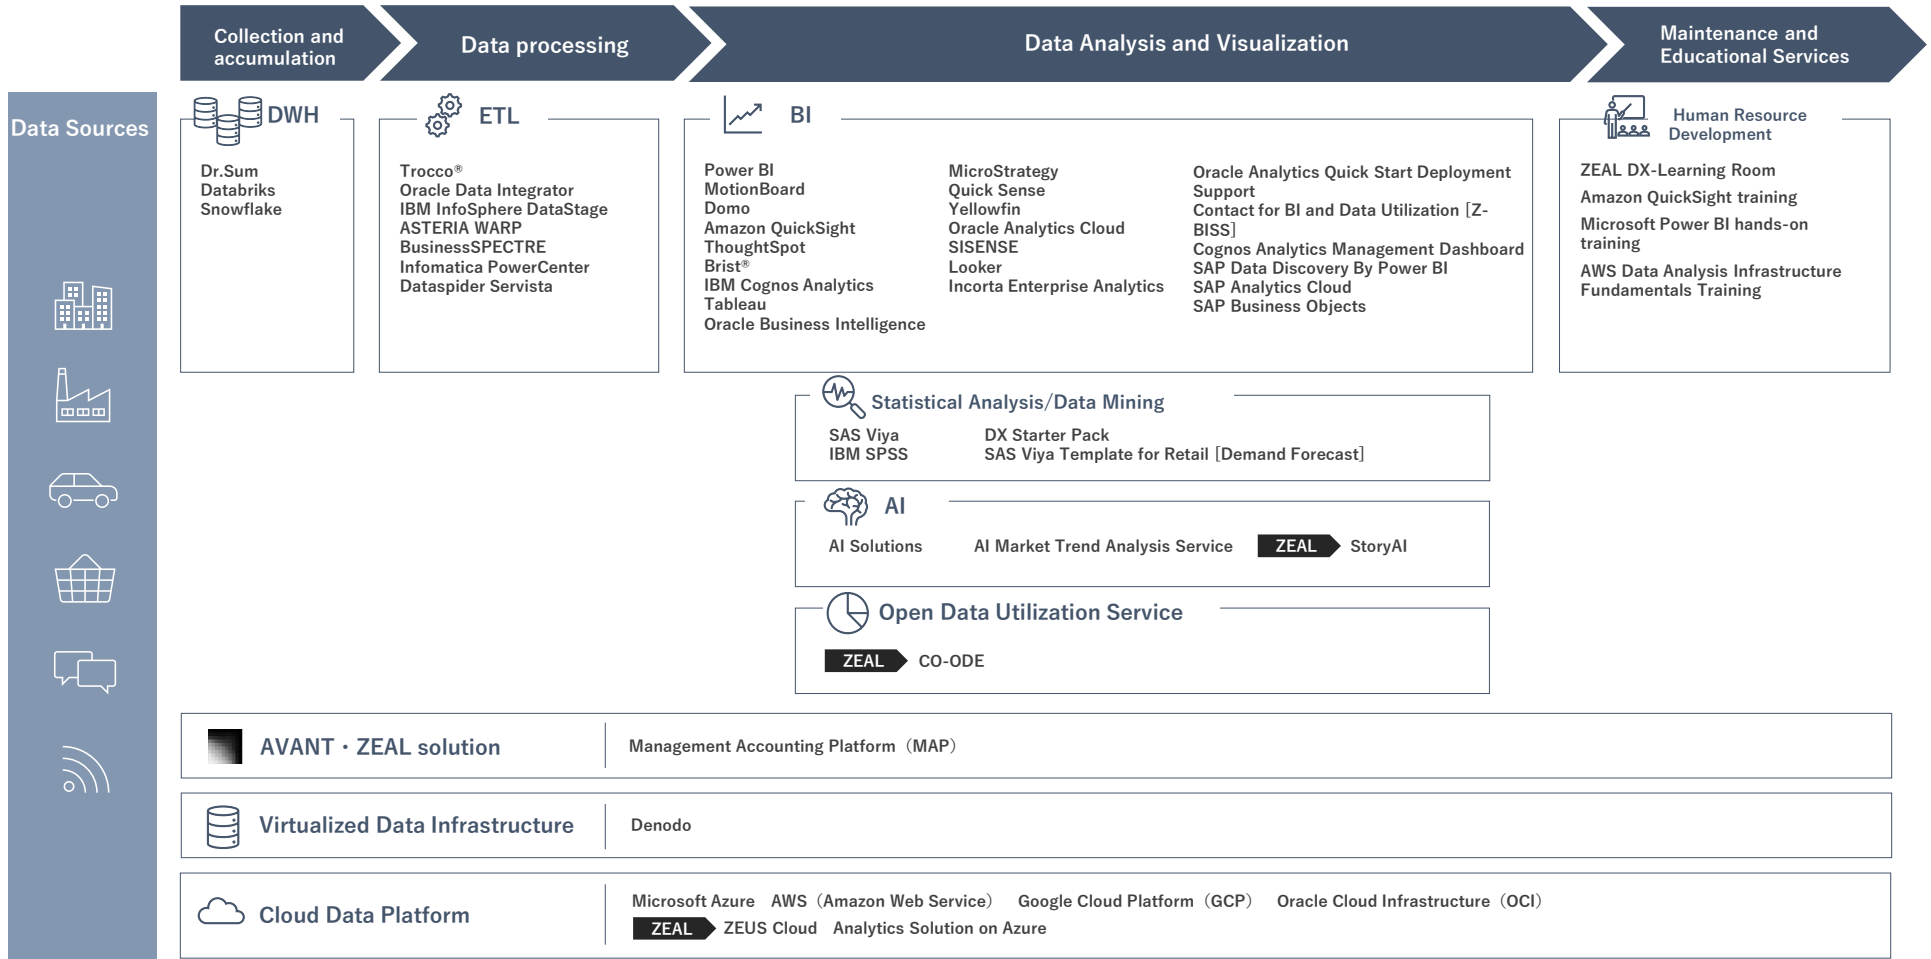 Collection and
accumulation
Data processing
Data Analysis and Visualization
Maintenance and
Educational Services
Data Sources
DWH
Dr.Sum
Databriks
Snowflake
ETL
Trocco®
Oracle Data Integrator
IBM InfoSphere DataStage
ASTERIA WARP
BusinessSPECTRE
Infomatica PowerCenter
Dataspider Servista
BI
Power BI
MotionBoard
Domo
Amazon QuickSight
ThoughtSpot
Brist®
IBM Cognos Analytics
Tableau
Oracle Business Intelligence
MicroStrategy
Quick Sense
Yellowfin
Oracle Analytics Cloud
SISENSE
Looker
Incorta Enterprise Analytics
Oracle Analytics Quick Start Deployment
Support
Contact for BI and Data Utilization [Z-
BISS]
Cognos Analytics Management Dashboard
SAP Data Discovery By Power BI
SAP Analytics Cloud
SAP Business Objects
Human Resource
Development
ZEAL DX-Learning Room
Amazon QuickSight training
Microsoft Power BI hands-on
training
AWS Data Analysis Infrastructure
Fundamentals Training
Statistical Analysis/Data Mining
SAS Viya
IBM SPSS
DX Starter Pack
SAS Viya Template for Retail [Demand Forecast]
AI
AI Solutions AI Market Trend Analysis Service ZEAL StoryAI
Open Data Utilization Service
ZEAL CO-ODE
AVANT・ZEAL solution
Management Accounting Platform（MAP）
Virtualized Data Infrastructure
Denodo
Cloud Data Platform
Microsoft Azure AWS（Amazon Web Service） Google Cloud Platform（GCP） Oracle Cloud Infrastructure（OCI）
ZEAL ZEUS Cloud Analytics Solution on Azure